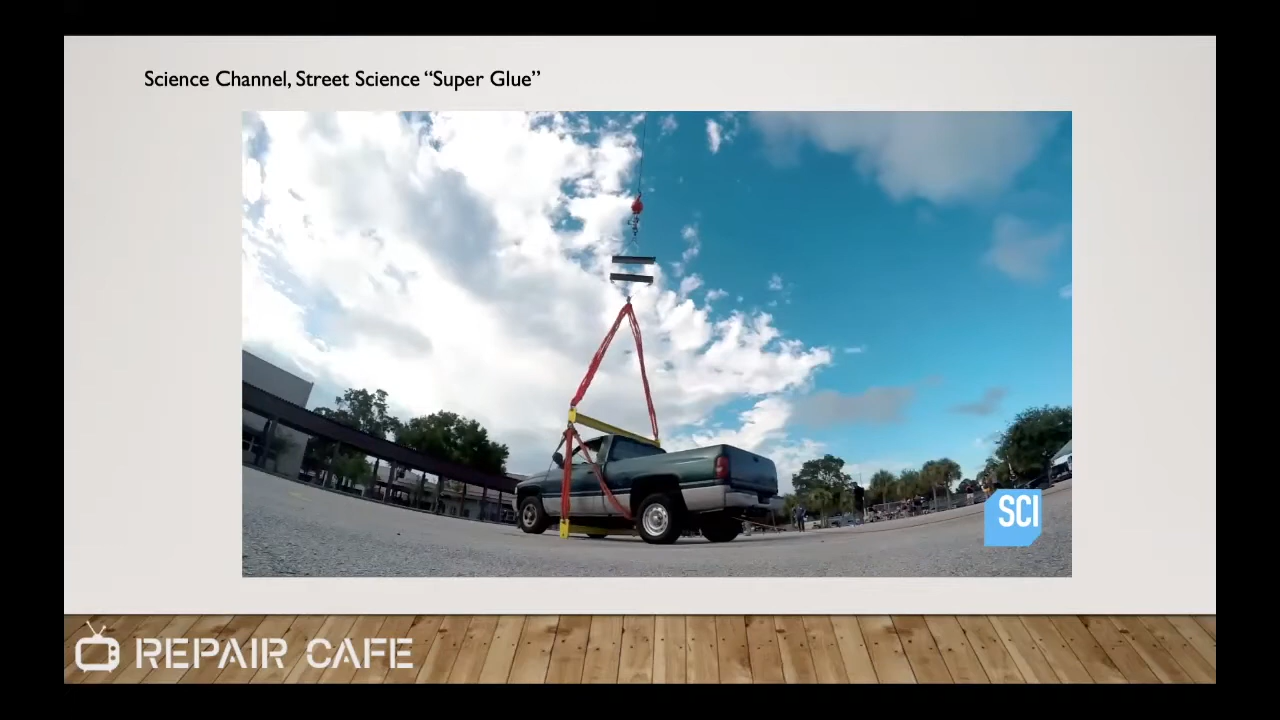 Science Channel, Street Science “Super Glue”
SCI
REPAIR CAFE